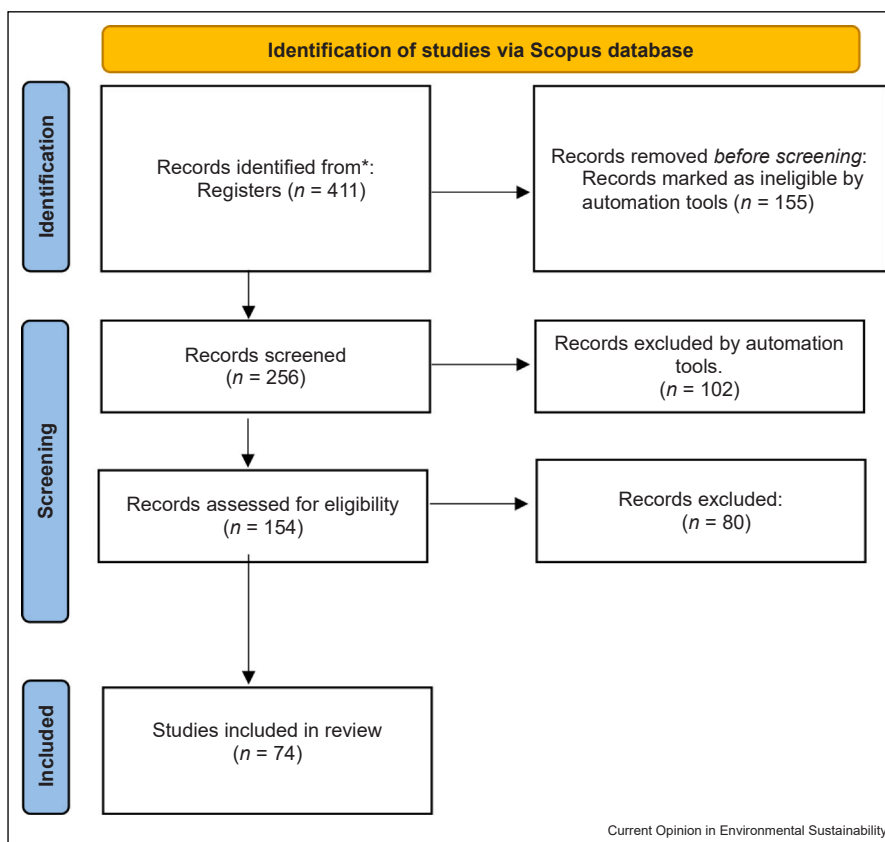 Identification of studies via Scopus database
Identification
Records identified from*:
Registers (n = 411)
Records removed before screening:
Records marked as ineligible by
automation tools (n = 155)
Screening
Records screened
(n = 256)
Records excluded by automation
tools.
(n = 102)
Records assessed for eligibility
(n = 154)
Records excluded:
(n = 80)
Included
Studies included in review
(n = 74)
Current Opinion in Environmental Sustainability